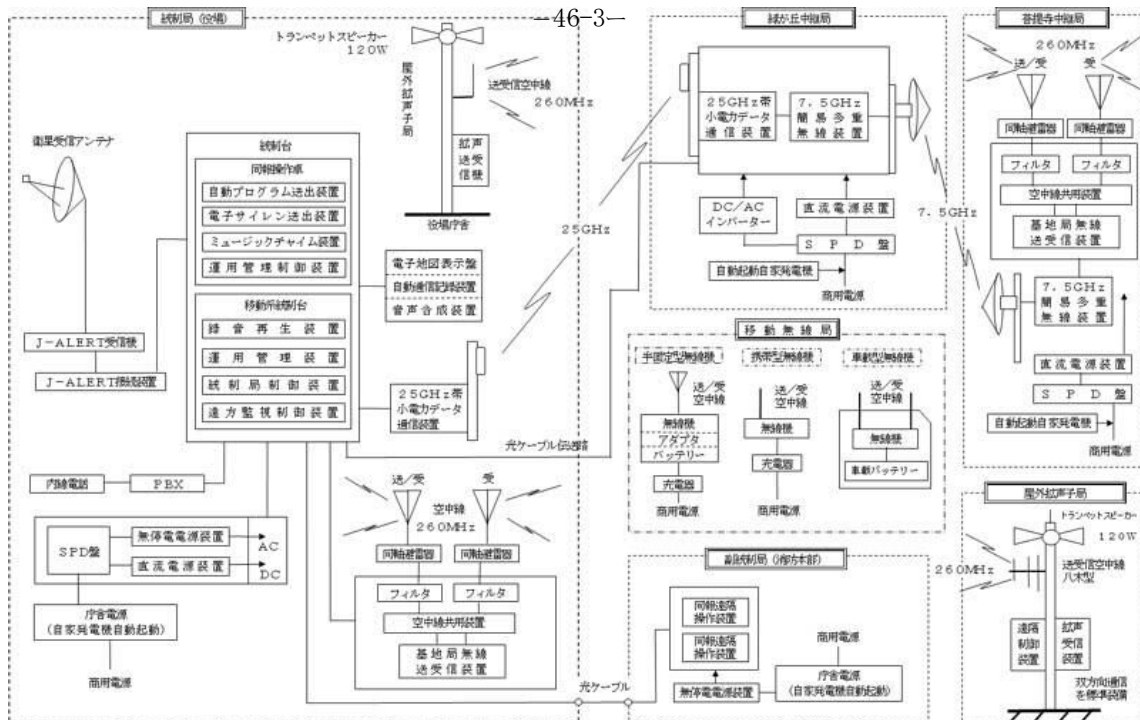 －46-3－
統制局（役場）
トランペットスピーカー
120W
屋外拡声子局
送受信空中線
260MHz
拡声送受信機
役場庁舎
衛星受信アンテナ
統制台
同報操作卓
自動プログラム送出装置
電子サイレン送出装置
ミュージックチャイム装置
運用管理制御装置
移動系統制台
録音再生装置
運用管理装置
統制局制御装置
遠方監視制御装置
電子地図表示盤
自動通信記録装置
音声合成装置
25GHz
J-ALERT受信機
J-ALERT接続装置
25GHz帯
小電力データ
通信装置
光ケーブル伝送路
内線電話
PBX
SPD盤
無停電電源装置
直流電源装置
AC
DC
庁舎電源
（自家発電機自動起動）
商用電源
送/受
受
空中線
260MHz
同軸避雷器
同軸避雷器
フィルタ
フィルタ
空中線共用装置
基地局無線
送受信装置
光ケーブル
緑が丘中継局
25GHz帯
小電力データ
通信装置
7.5GHz
簡易多重
無線装置
DC/AC
インバーター
直流電源装置
SPD盤
自動起動自家発電機
商用電源
7.5GHz
菩提寺中継局
260MHz
送/受
受
同軸避雷器
同軸避雷器
フィルタ
フィルタ
空中線共用装置
基地局無線
送受信装置
7.5GHz
簡易多重
無線装置
直流電源装置
SPD盤
自動起動自家発電機
商用電源
移動無線局
半固定型無線機
携帯型無線機
車載型無線機
送/受
空中線
無線機
アダプタ
バッテリー
充電器
商用電源
送/受
空中線
無線機
充電器
商用電源
送/受
空中線
無線機
車載バッテリー
副統制局（消防本部）
同報遠隔
操作装置
同報遠隔
操作装置
無停電電源装置
商用電源
庁舎電源
（自家発電機自動起動）
屋外拡声子局
トランペットスピーカー
120W
260MHz
送受信空中線
八木型
遠隔制御装置
拡声受信装置
双方向通信
を標準装備